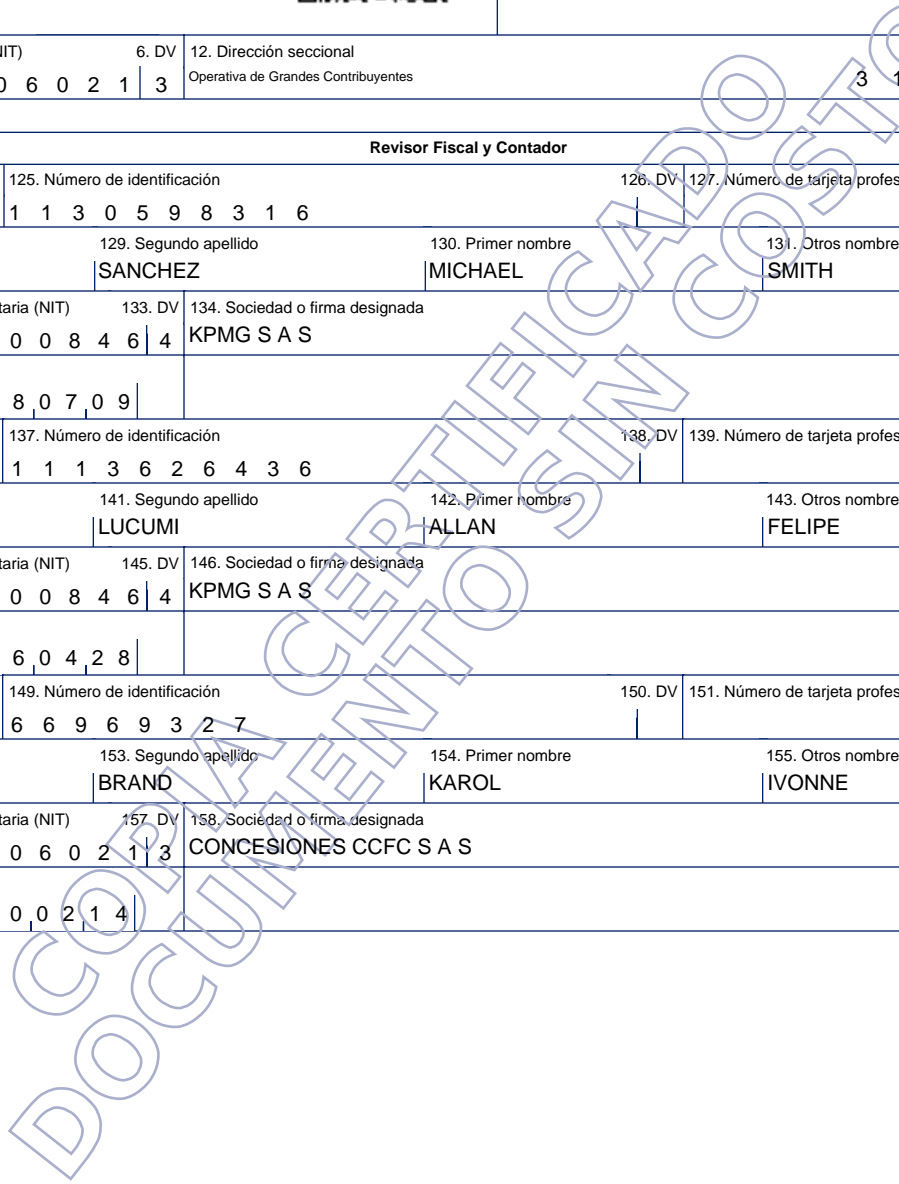 NIT) 6. DV 12. Dirección seccional
0 6 0 2 1 3 Operativa de Grandes Contribuyentes 3 1
Revisor Fiscal y Contador
125. Número de identificación 126. DV 127. Número de tarjeta profes
1 1 3 0 5 9 8 3 1 6
129. Segundo apellido 130. Primer nombre 131. Otros nombre
SANCHEZ MICHAEL SMITH
taria (NIT) 133. DV 134. Sociedad o firma designada
0 0 8 4 6 4 KPMG S A S
8 0 7 0 9
137. Número de identificación 138. DV 139. Número de tarjeta profes
1 1 1 3 6 2 6 4 3 6
141. Segundo apellido 142. Primer nombre 143. Otros nombre
LUCUMI ALLAN FELIPE
taria (NIT) 145. DV 146. Sociedad o firma designada
0 0 8 4 6 4 KPMG S A S
6 0 4 2 8
149. Número de identificación 150. DV 151. Número de tarjeta profes
6 6 9 6 9 3 2 7
153. Segundo apellido 154. Primer nombre 155. Otros nombre
BRAND KAROL IVONNE
taria (NIT) 157. DV 158. Sociedad o firma designada
0 6 0 2 1 3 CONCESIONES CCFC S A S
0 0 2 1 4
COPIA CERTIFICADO
DOCUMENTO SIN COSTO